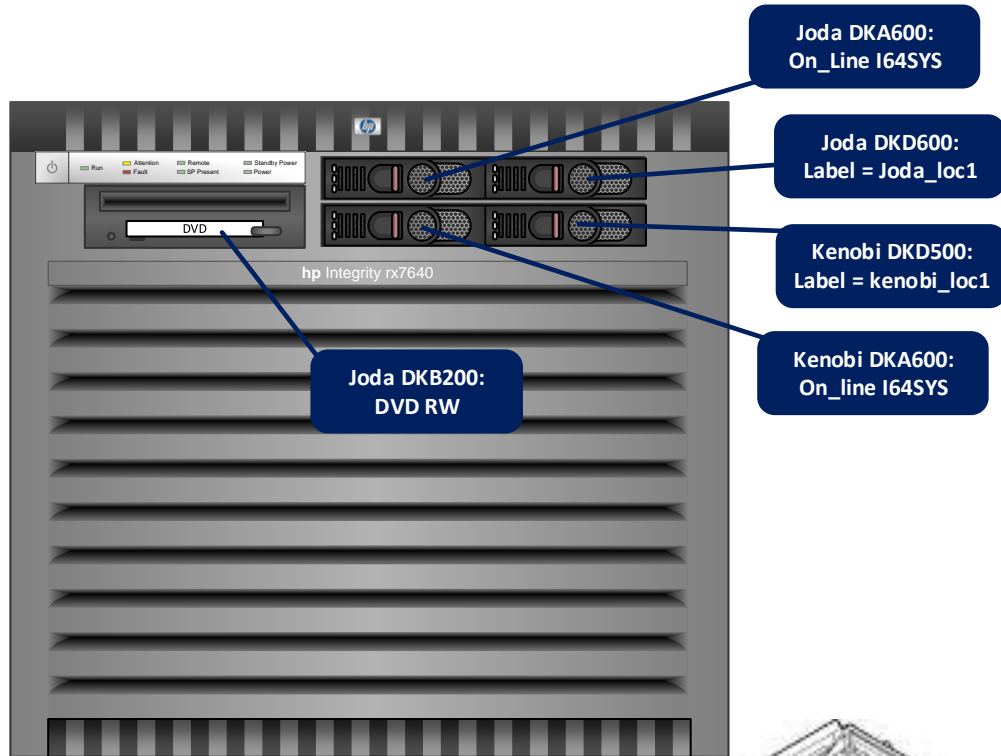 Joda DKA600:
On_Line I64SYS
hp
Run
Attention
Fault
Remote
SP Present
Standby Power
Power
Joda DKD600:
Label = Joda_loc1
DVD
Kenobi DKD500:
Label = kenobi_loc1
hp Integrity rx7640
Kenobi DKA600:
On_line I64SYS
Joda DKB200:
DVD RW